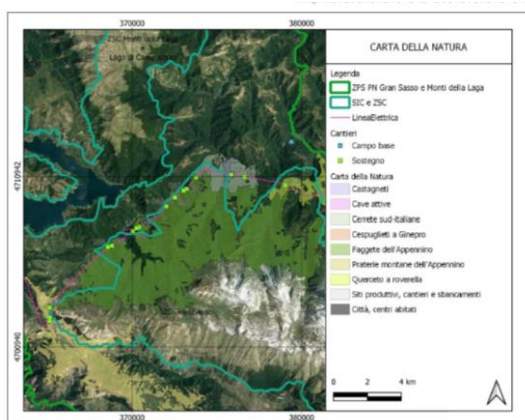 370000
380000
CARTA DELLA NATURA
Legenda
ZPS PN Gran Sasso e Monti della Laga
SIC e ZSC
LineaElettrica
Cantieri
Campo base
Sostegno
Carta della Natura
Castagneti
Cave attive
Cerrete sud-italiane
Cespuglieti a Ginepro
Faggete dell'Appennino
Praterie montane dell'Appennino
Querceto a roverella
Siti produttivi, cantieri e sbancamenti
Città, centri abitati
0 2 4 km
4710942
4700940
370000
380000